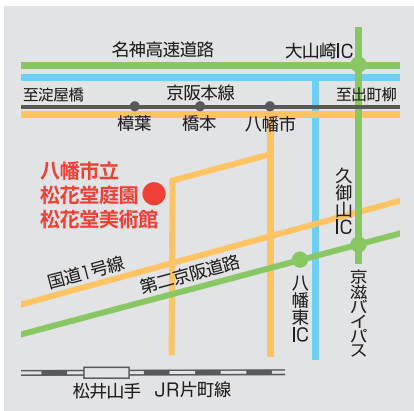 名神高速道路
大山崎IC
至淀屋橋
京阪本線
至出町柳
樟葉
橋本
八幡市
八幡市立
松花堂庭園
松花堂美術館
久御山IC
国道1号線
第二京阪道路
八幡東IC
京滋バイパス
松井山手
JR片町線